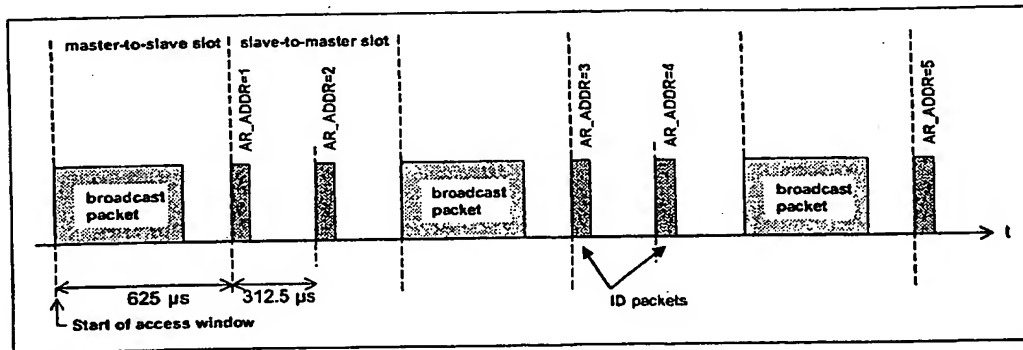 master-to-slave slot
slave-to-master slot
AR_ADDR=1
AR_ADDR=2
AR_ADDR=3
AR_ADDR=4
AR_ADDR=5
broadcast
packet
broadcast
packet
broadcast
packet
t
625 µs
312.5 µs
ID packets
Start of access window